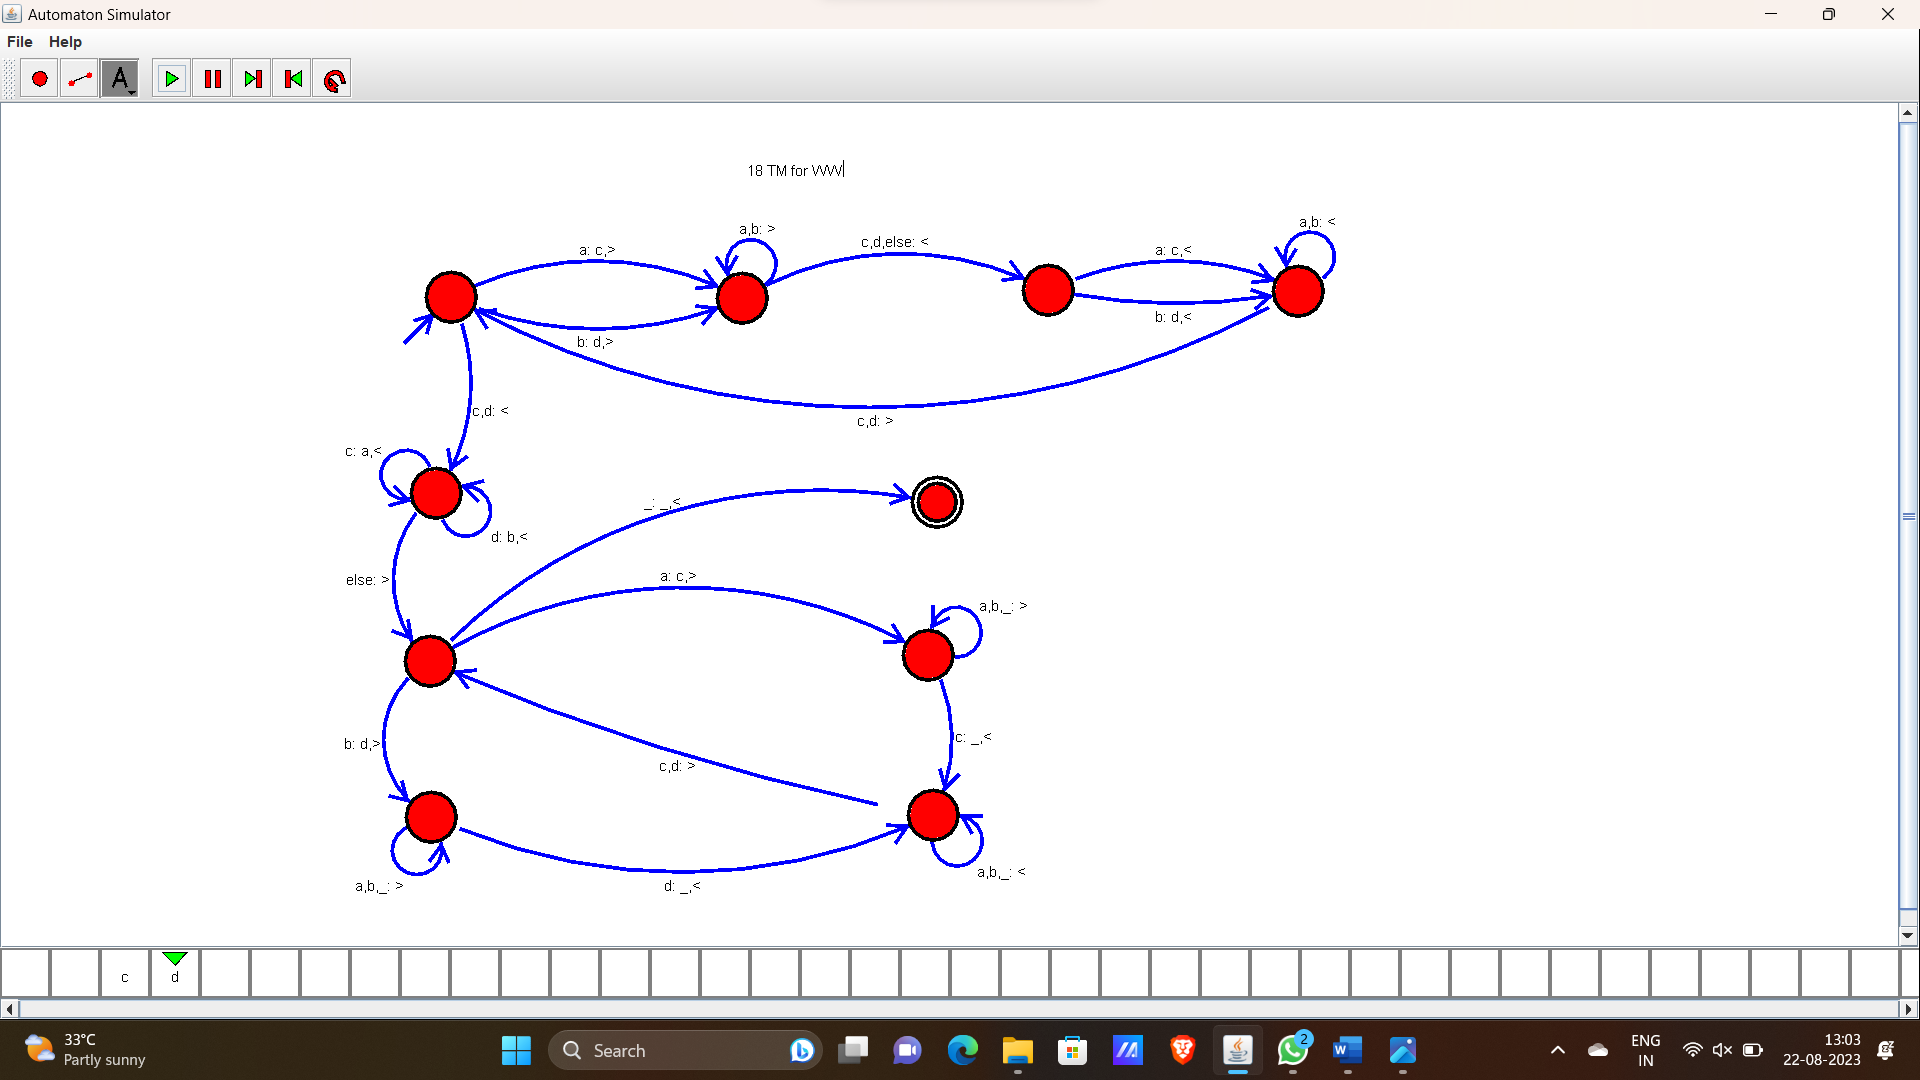 Automaton Simulator
File Help
A
18 TM for WW
a: c,>
a,b: >
c,d,else: <
a: c,<
a,b: <
b: d,>
b: d,<
c,d: >
c,d: <
c: a,<
d: b,<
_: _,<
else: >
a: c,>
a,b,_: >
b: d,>
c,d: >
c: _,<
a,b,_: >
d: _,<
a,b,_: <
c d
33°C
Partly sunny
Search
2
ENG
IN
13:03
22-08-2023